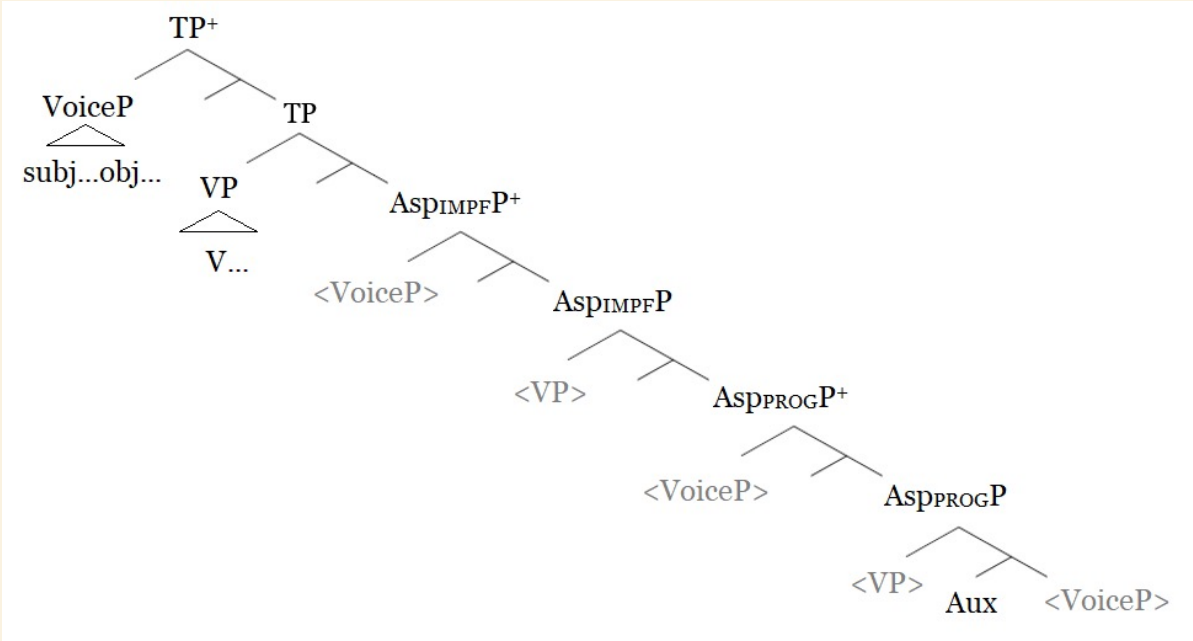 TP⁺
VoiceP
TP
subj...obj...
VP
AspIMPFP⁺
V...
<VoiceP>
AspIMPFP
<VP>
AspPROGP⁺
<VoiceP>
AspPROGP
<VP>
Aux
<VoiceP>